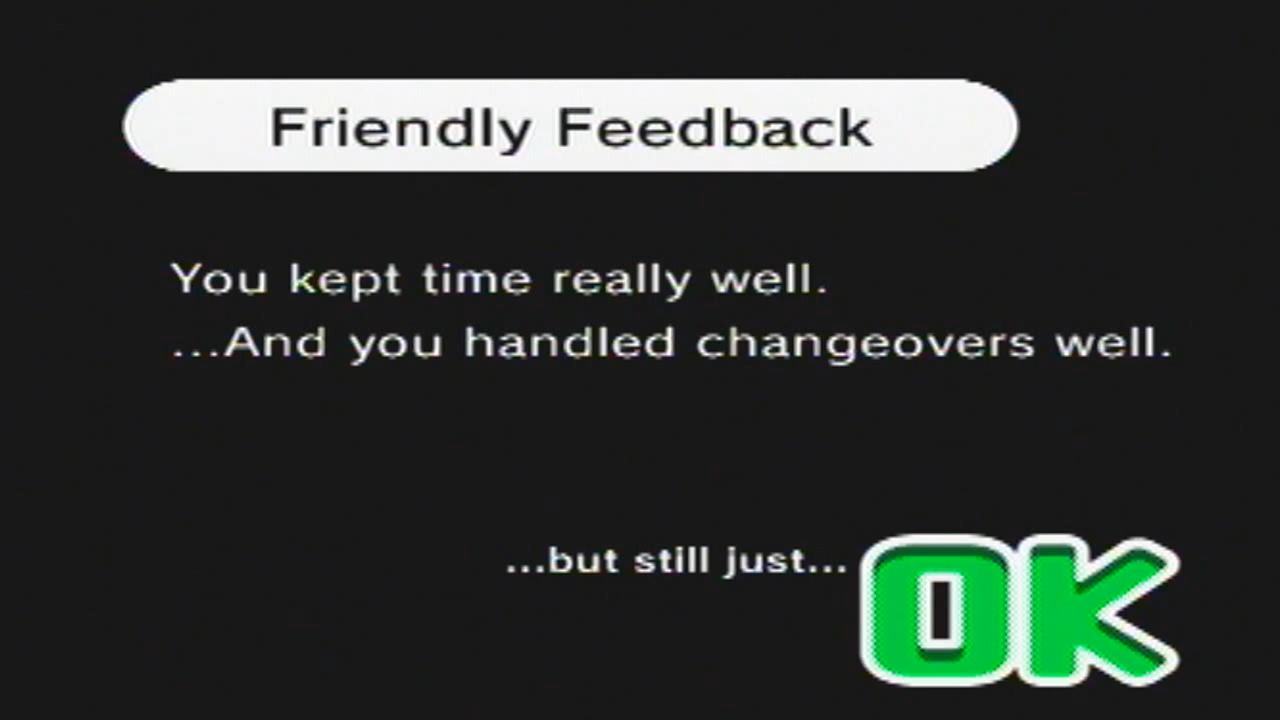 Friendly Feedback
You kept time really well.
...And you handled changeovers well.
...but still just... OK